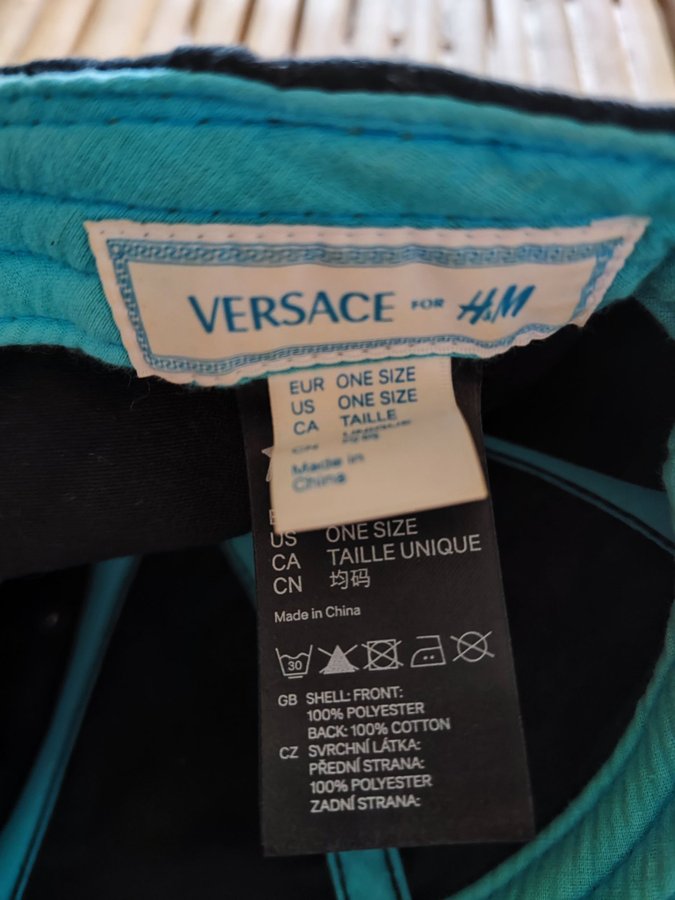 VERSACE FOR H&M
EUR ONE SIZE
US ONE SIZE
CA TAILLE
Made in
China
US ONE SIZE
CA TAILLE UNIQUE
CN 均码
Made in China
30
GB SHELL: FRONT:
100% POLYESTER
BACK: 100% COTTON
CZ SVRCHNÍ LÁTKA:
PŘEDNÍ STRANA:
100% POLYESTER
ZADNÍ STRANA: